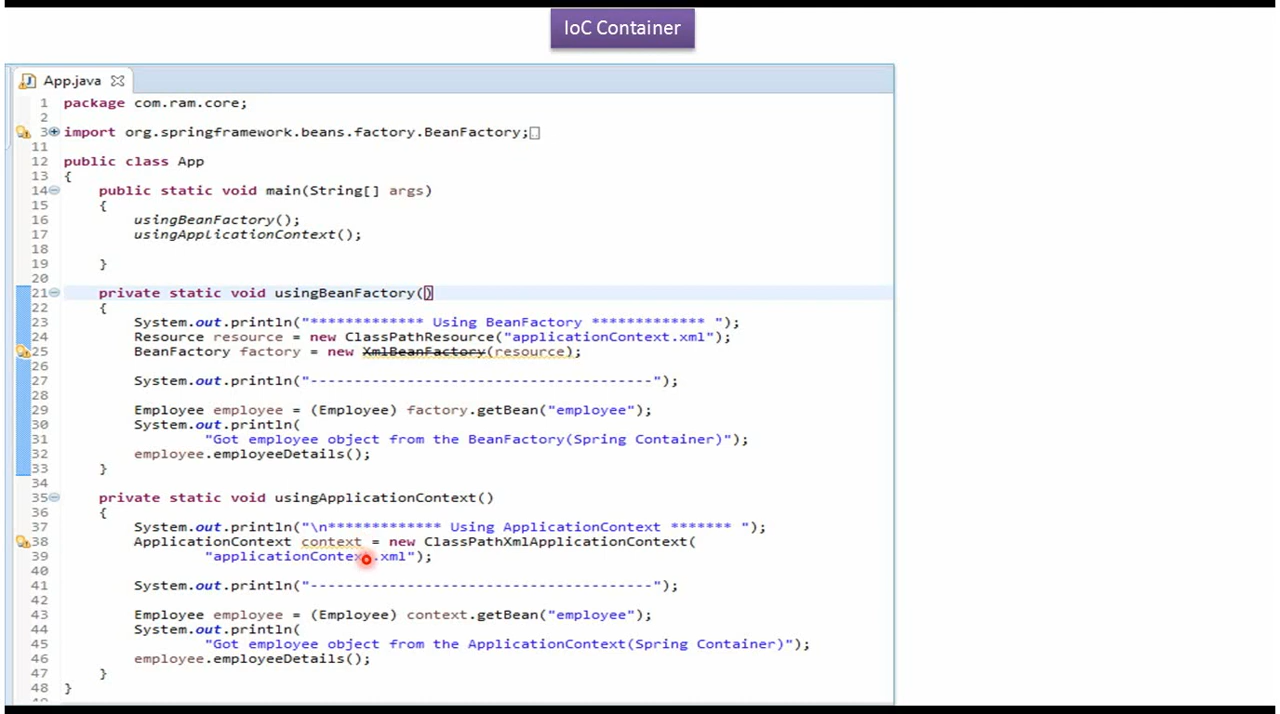 IoC Container
App.java
1 package com.ram.core;
2
3 import org.springframework.beans.factory.BeanFactory;
11
12 public class App
13 {
14 public static void main(String[] args)
15 {
16 usingBeanFactory();
17 usingApplicationContext();
18
19 }
20
21 private static void usingBeanFactory()
22 {
23 System.out.println("************* Using BeanFactory ************* ");
24 Resource resource = new ClassPathResource("applicationContext.xml");
25 BeanFactory factory = new XmlBeanFactory(resource);
26
27 System.out.println("---------------------------------------");
28
29 Employee employee = (Employee) factory.getBean("employee");
30 System.out.println(
31 "Got employee object from the BeanFactory(Spring Container)");
32 employee.employeeDetails();
33 }
34
35 private static void usingApplicationContext()
36 {
37 System.out.println("\n************* Using ApplicationContext ******* ");
38 ApplicationContext context = new ClassPathXmlApplicationContext(
39 "applicationContext.xml");
40
41 System.out.println("---------------------------------------");
42
43 Employee employee = (Employee) context.getBean("employee");
44 System.out.println(
45 "Got employee object from the ApplicationContext(Spring Container)");
46 employee.employeeDetails();
47 }
48 }